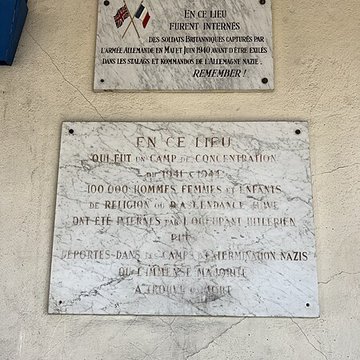 EN CE LIEU
FURENT INTERNÉS
DES SOLDATS BRITANNIQUES CAPTURÉS PAR
L'ARMÉE ALLEMANDE EN MAI ET JUIN 1940 AVANT D'ÊTRE EXILÉS
DANS LES STALAGS ET KOMMANDOS DE L'ALLEMAGNE NAZIE.
REMEMBER!
EN CE LIEU
QUI FUT UN CAMP DE CONCENTRATION
DE 1941 A 1944
100.000 HOMMES FEMMES ET ENFANTS
DE RELIGION OU D'ASCENDANCE JUIVE
ONT ÉTÉ INTERNÉS PAR L'OCCUPANT HITLERIEN
PUIS
DÉPORTÉS DANS LES CAMPS D'EXTERMINATION NAZIS
OU L'IMMENSE MAJORITÉ
A TROUVÉ LA MORT